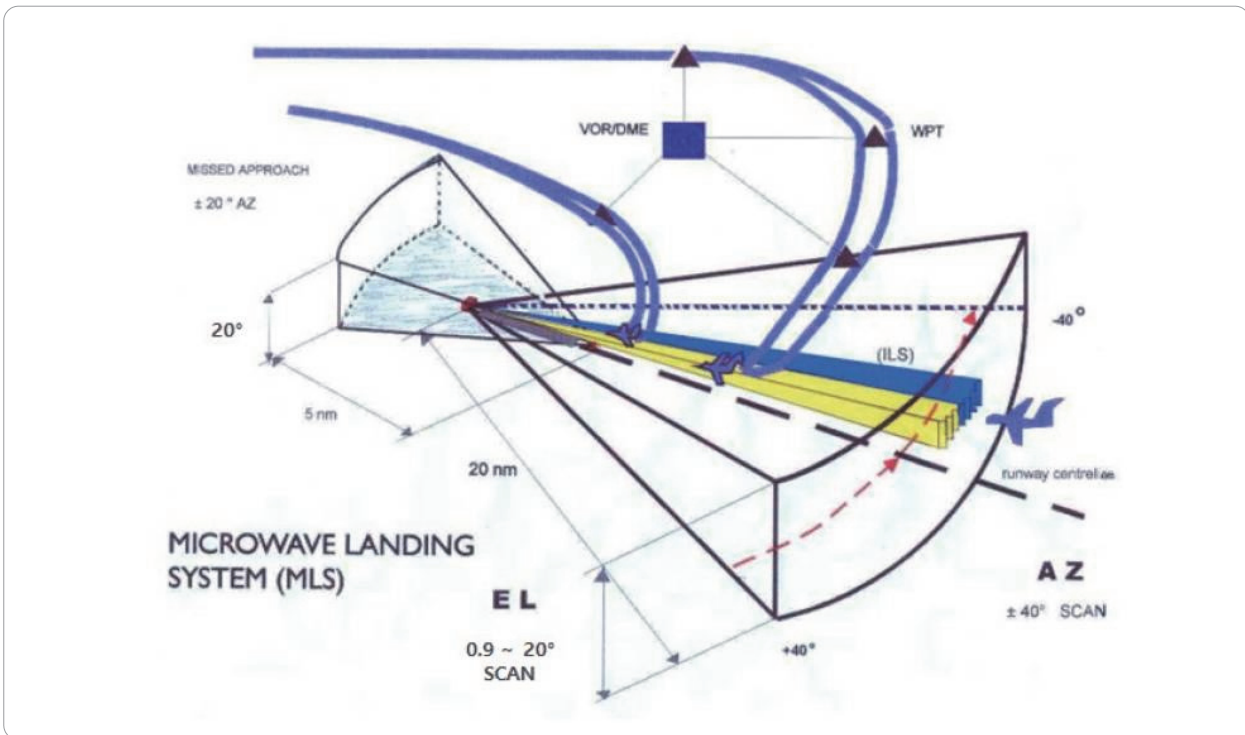 VOR/DME
WPT
MISSED APPROACH
± 20 ° AZ
20°
-40°
(ILS)
5 nm
20 nm
runway centreline
MICROWAVE LANDING
SYSTEM (MLS)
E L
A Z
± 40° SCAN
0.9 ~ 20°
SCAN
+40°